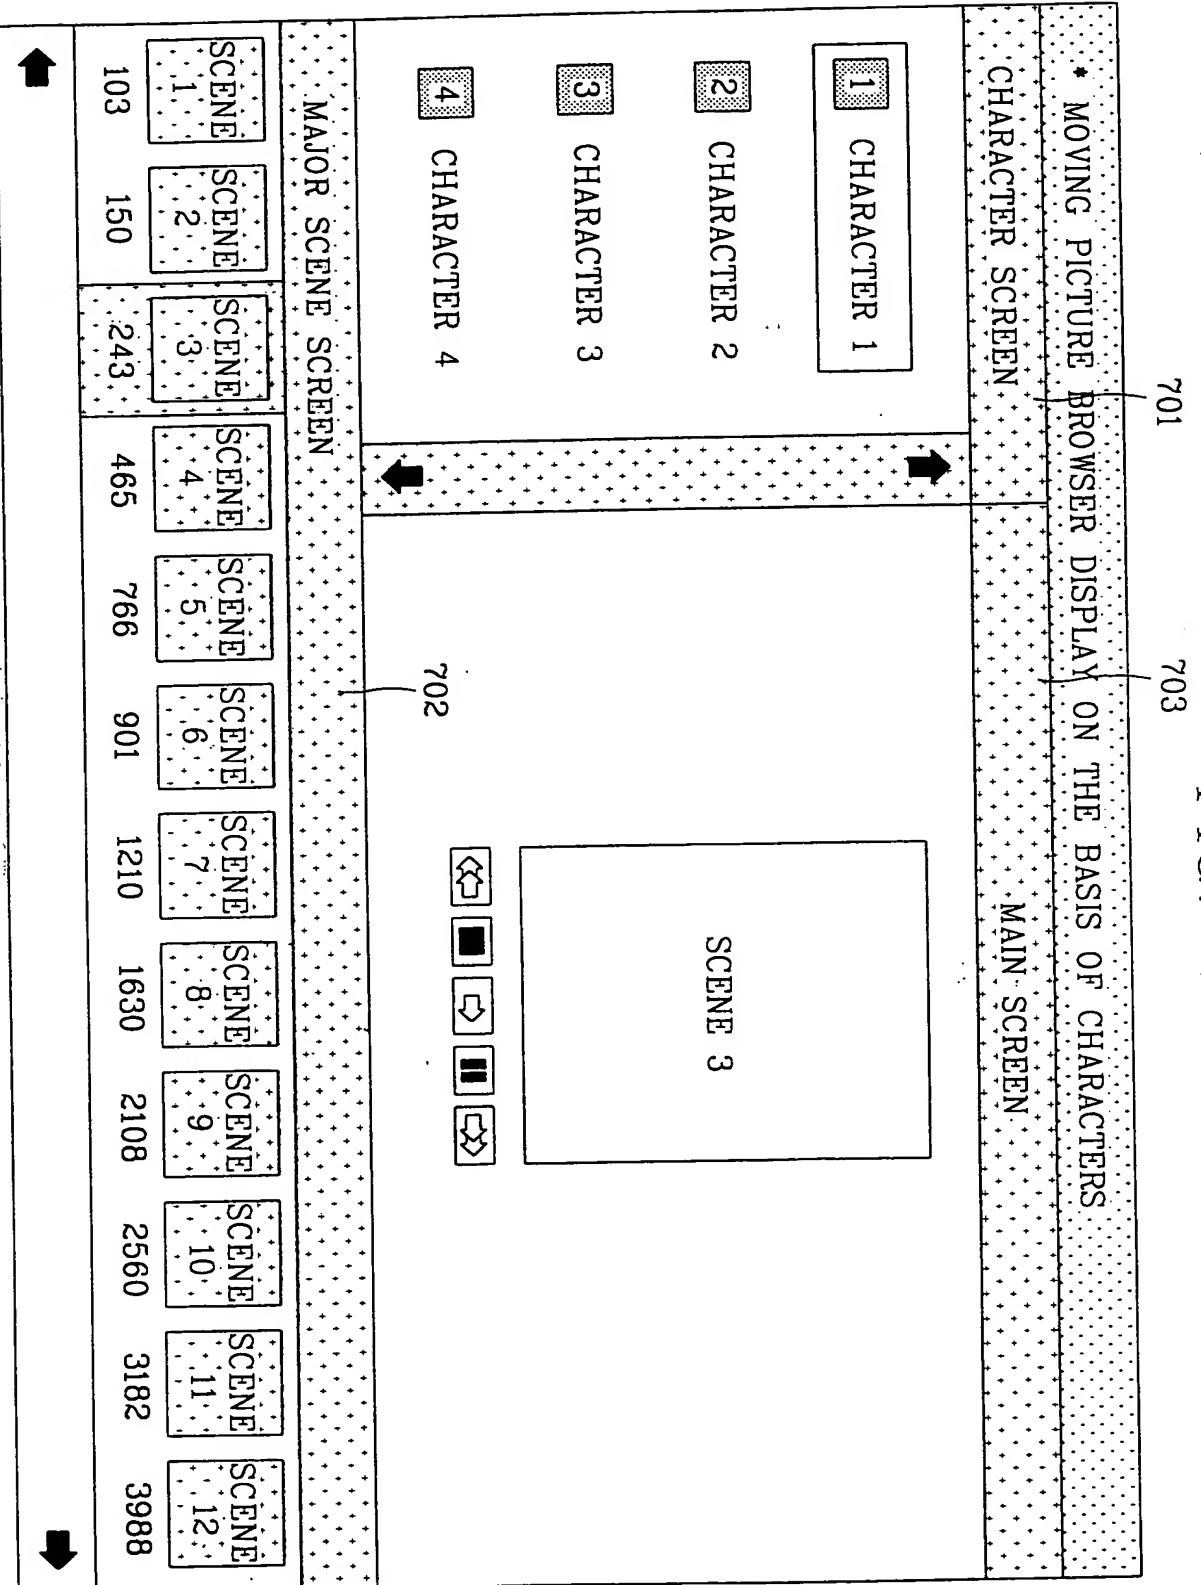 701
703
* MOVING PICTURE BROWSER DISPLAY ON THE BASIS OF CHARACTERS
CHARACTER SCREEN
MAIN SCREEN
1 CHARACTER 1
2 CHARACTER 2
3 CHARACTER 3
4 CHARACTER 4
SCENE 3
702
MAJOR SCENE SCREEN
SCENE 1
SCENE 2
SCENE 3
SCENE 4
SCENE 5
SCENE 6
SCENE 7
SCENE 8
SCENE 9
SCENE 10
SCENE 11
SCENE 12
103 150 243 465 766 901 1210 1630 2108 2560 3182 3988